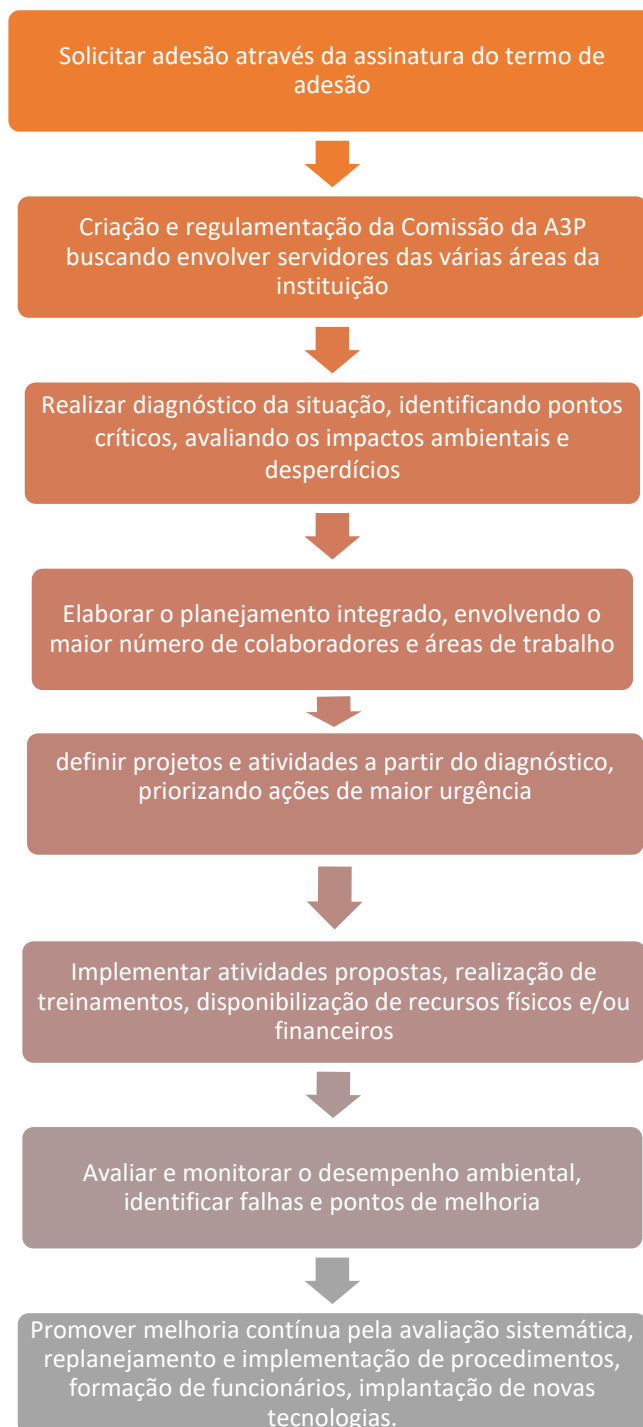 Solicitar adesão através da assinatura do termo de
adesão
Criação e regulamentação da Comissão da A3P
buscando envolver servidores das várias áreas da
instituição
Realizar diagnóstico da situação, identificando pontos
críticos, avaliando os impactos ambientais e
desperdícios
Elaborar o planejamento integrado, envolvendo o
maior número de colaboradores e áreas de trabalho
definir projetos e atividades a partir do diagnóstico,
priorizando ações de maior urgência
Implementar atividades propostas, realização de
treinamentos, disponibilização de recursos físicos e/ou
financeiros
Avaliar e monitorar o desempenho ambiental,
identificar falhas e pontos de melhoria
Promover melhoria contínua pela avaliação sistemática,
replanejamento e implementação de procedimentos,
formação de funcionários, implantação de novas
tecnologias.